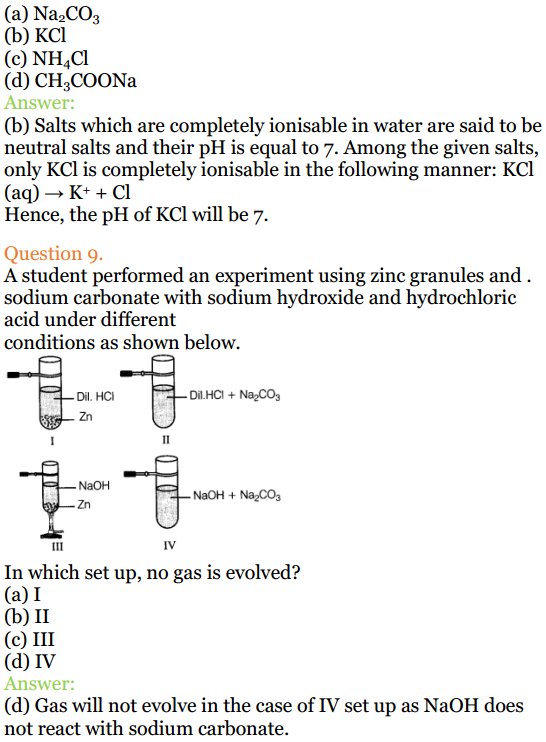 (a) Na₂CO₃
(b) KCl
(c) NH₄Cl
(d) CH₃COONa
Answer:
(b) Salts which are completely ionisable in water are said to be
neutral salts and their pH is equal to 7. Among the given salts,
only KCl is completely ionisable in the following manner: KCl
(aq) → K⁺ + Cl
Hence, the pH of KCl will be 7.
Question 9.
A student performed an experiment using zinc granules and .
sodium carbonate with sodium hydroxide and hydrochloric
acid under different
conditions as shown below.
Dil. HCl
Zn
I
Dil.HCl + Na₂CO₃
II
NaOH
Zn
III
NaOH + Na₂CO₃
IV
In which set up, no gas is evolved?
(a) I
(b) II
(c) III
(d) IV
Answer:
(d) Gas will not evolve in the case of IV set up as NaOH does
not react with sodium carbonate.